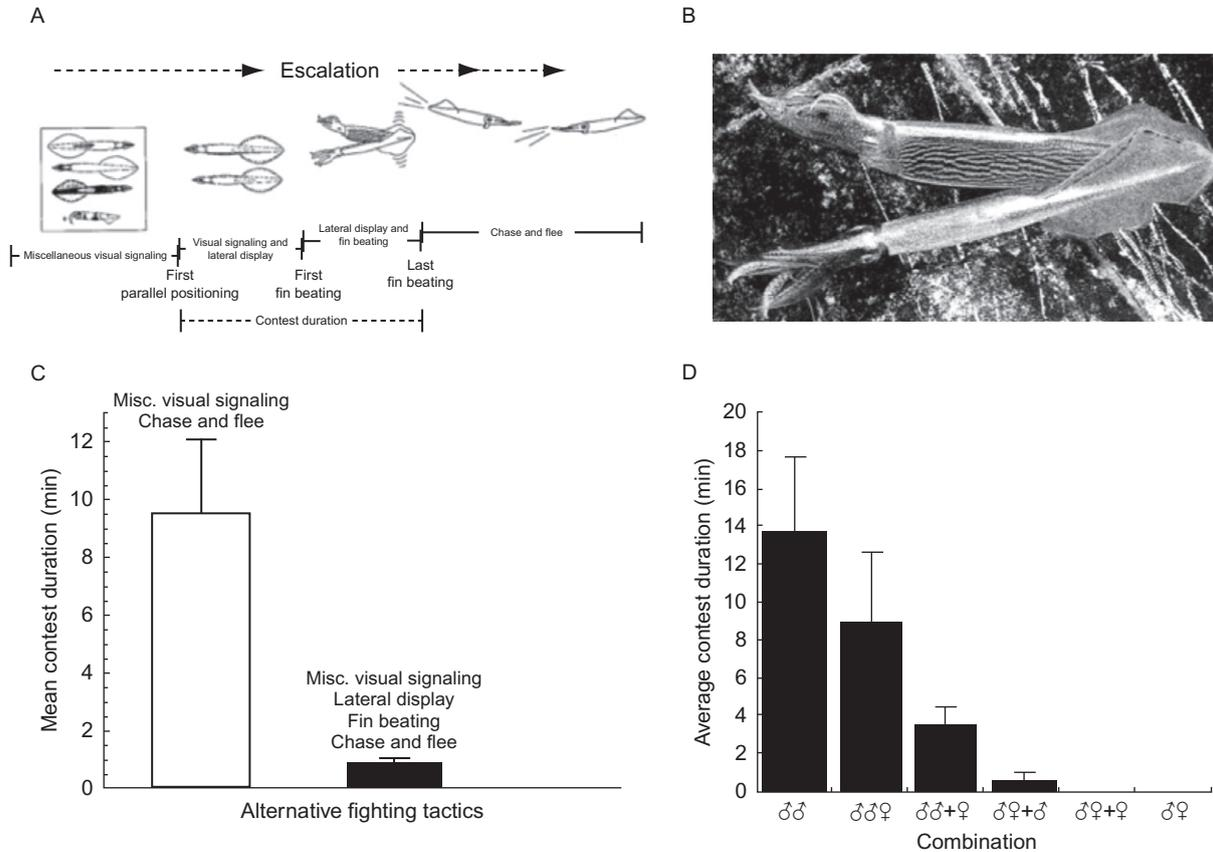 A
Escalation
Miscellaneous visual signaling
Visual signaling and
lateral display
Lateral display and
fin beating
Chase and flee
First
parallel positioning
First
fin beating
Last
fin beating
Contest duration
B
C
Misc. visual signaling
Chase and flee
Misc. visual signaling
Lateral display
Fin beating
Chase and flee
12
10
8
6
4
2
0
Mean contest duration (min)
Alternative fighting tactics
D
20
18
16
14
12
10
8
6
4
2
0
Average contest duration (min)
♂♂ ♂♂♀ ♂♂+♀ ♂♀+♂ ♂♀+♀ ♂♀
Combination